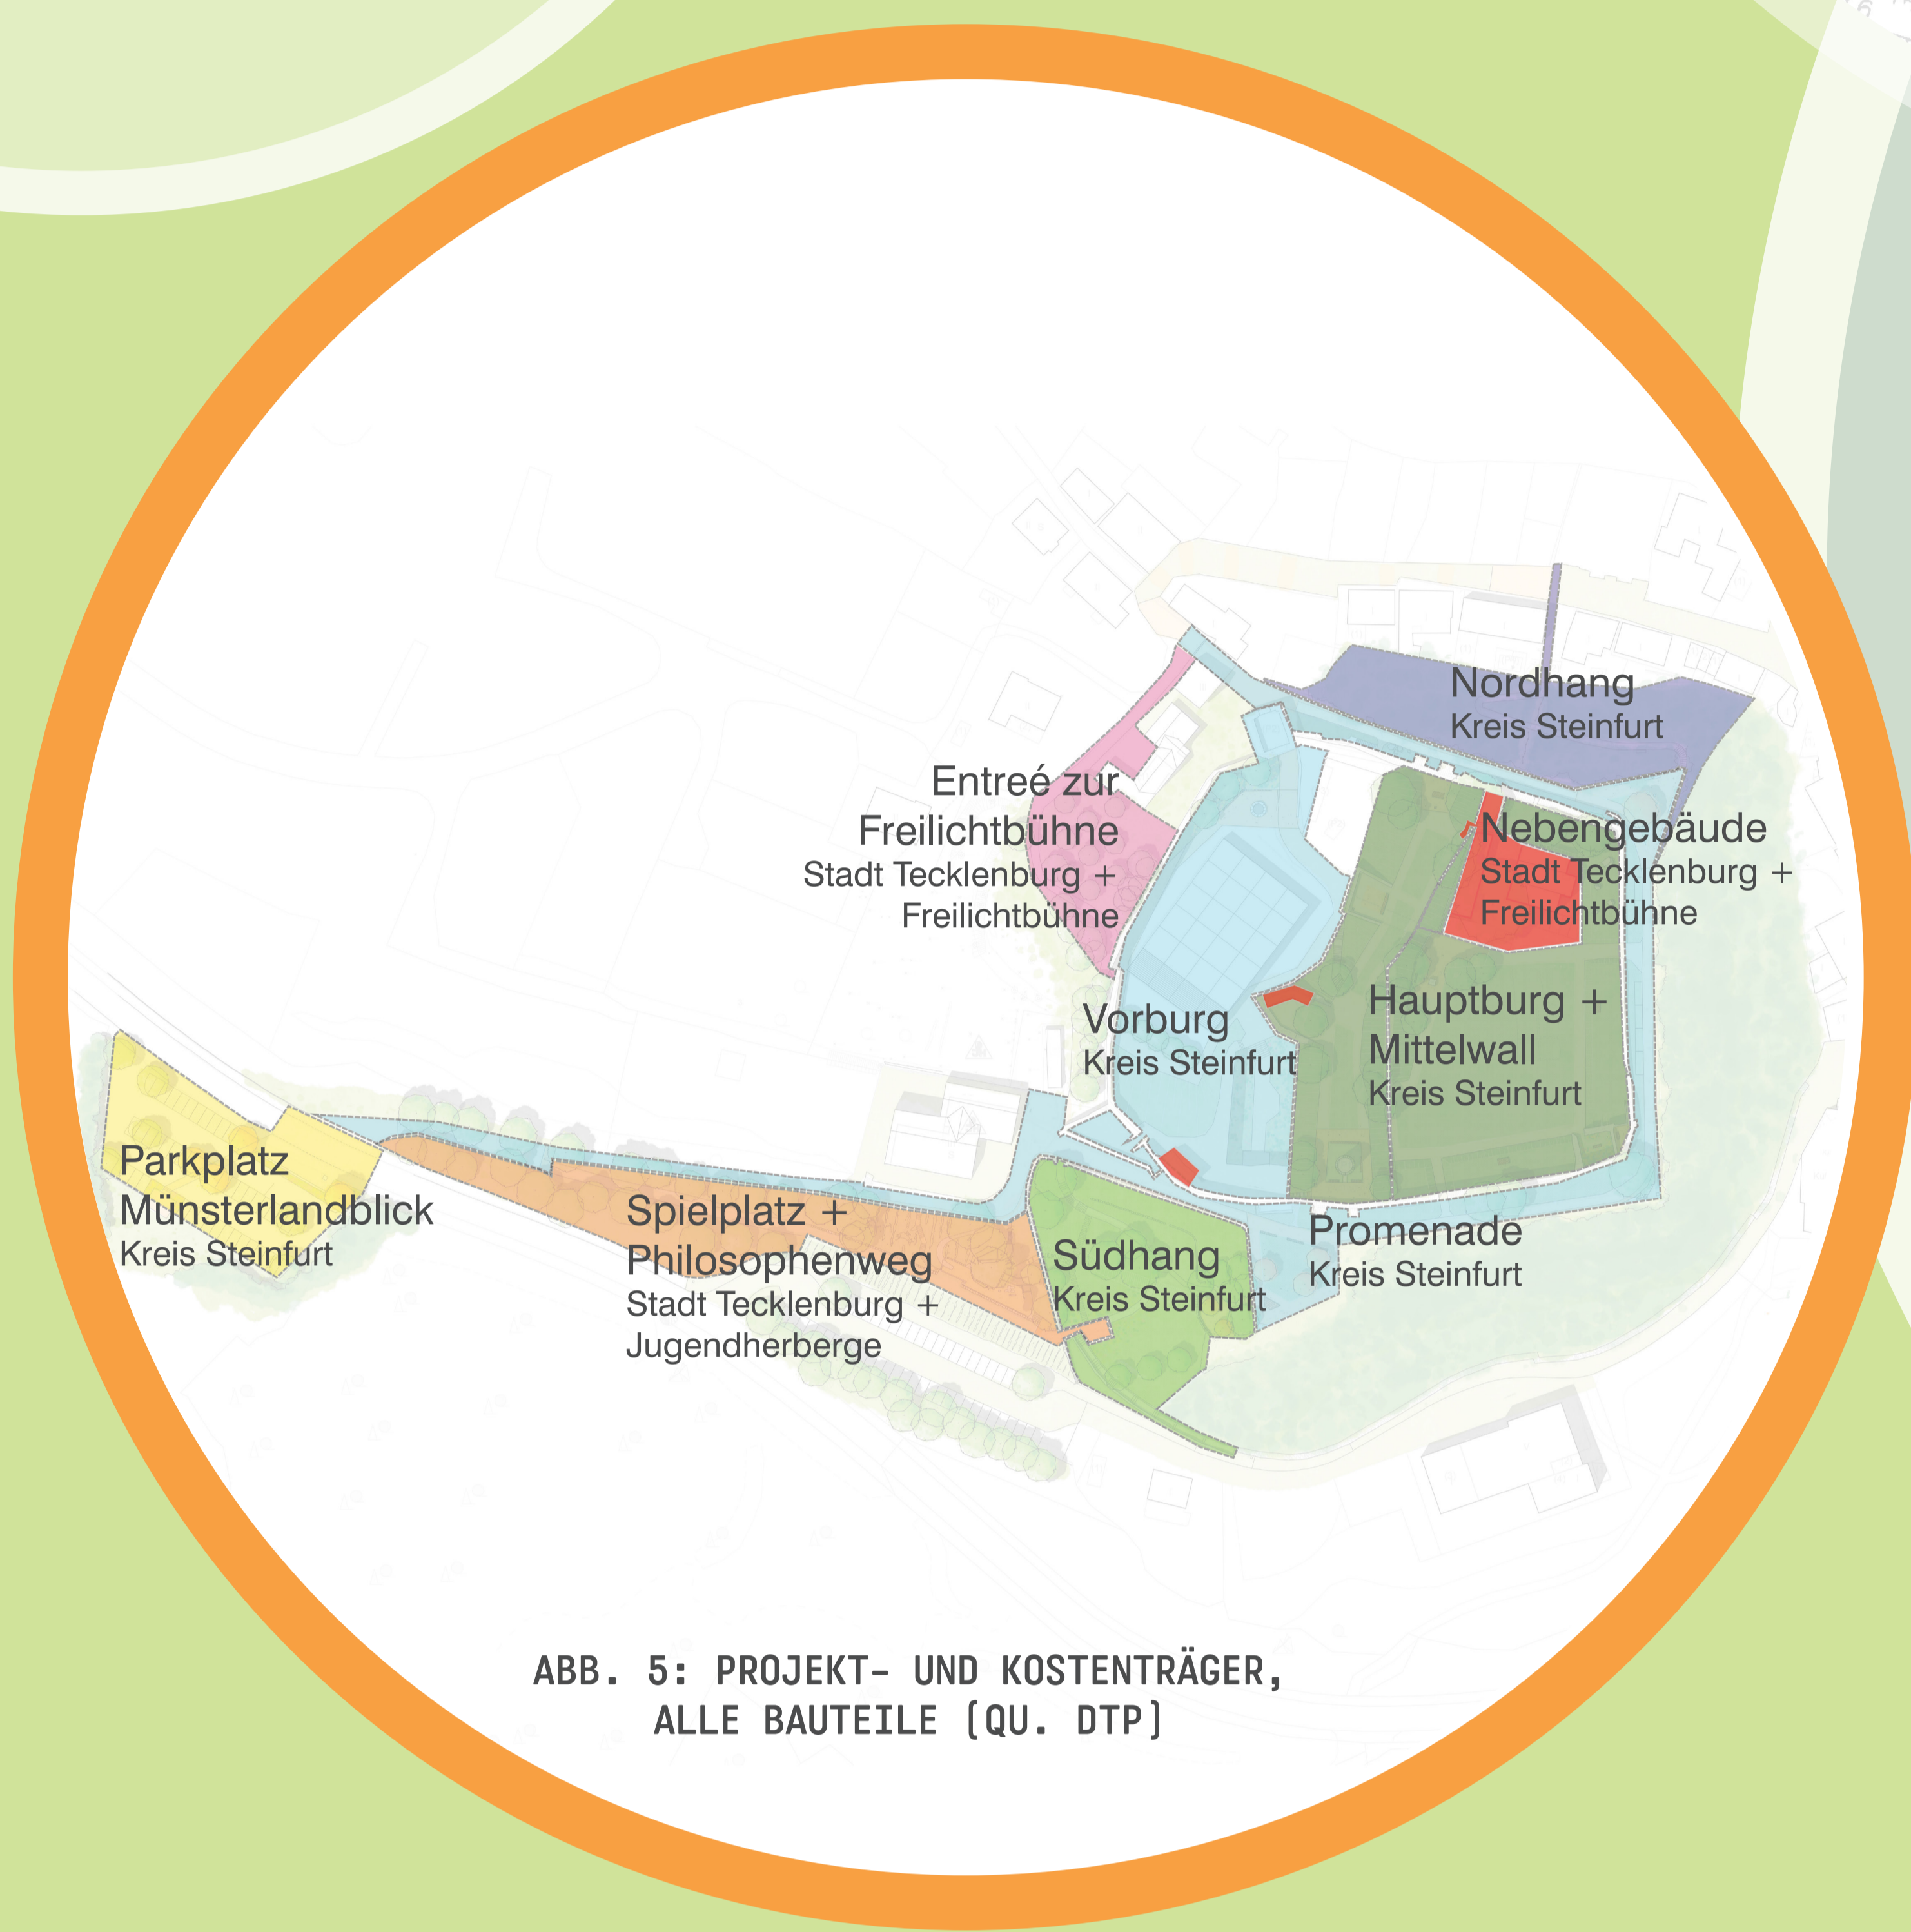 Nordhang
Kreis Steinfurt
Entreé zur
Freilichtbühne
Stadt Tecklenburg +
Freilichtbühne
Nebengebäude
Stadt Tecklenburg +
Freilichtbühne
Vorburg
Kreis Steinfurt
Hauptburg +
Mittelwall
Kreis Steinfurt
Parkplatz
Münsterlandblick
Kreis Steinfurt
Spielplatz +
Philosophenweg
Stadt Tecklenburg +
Jugendherberge
Südhang
Kreis Steinfurt
Promenade
Kreis Steinfurt
ABB. 5: PROJEKT- UND KOSTENTRÄGER,
ALLE BAUTEILE (QU. DTP)